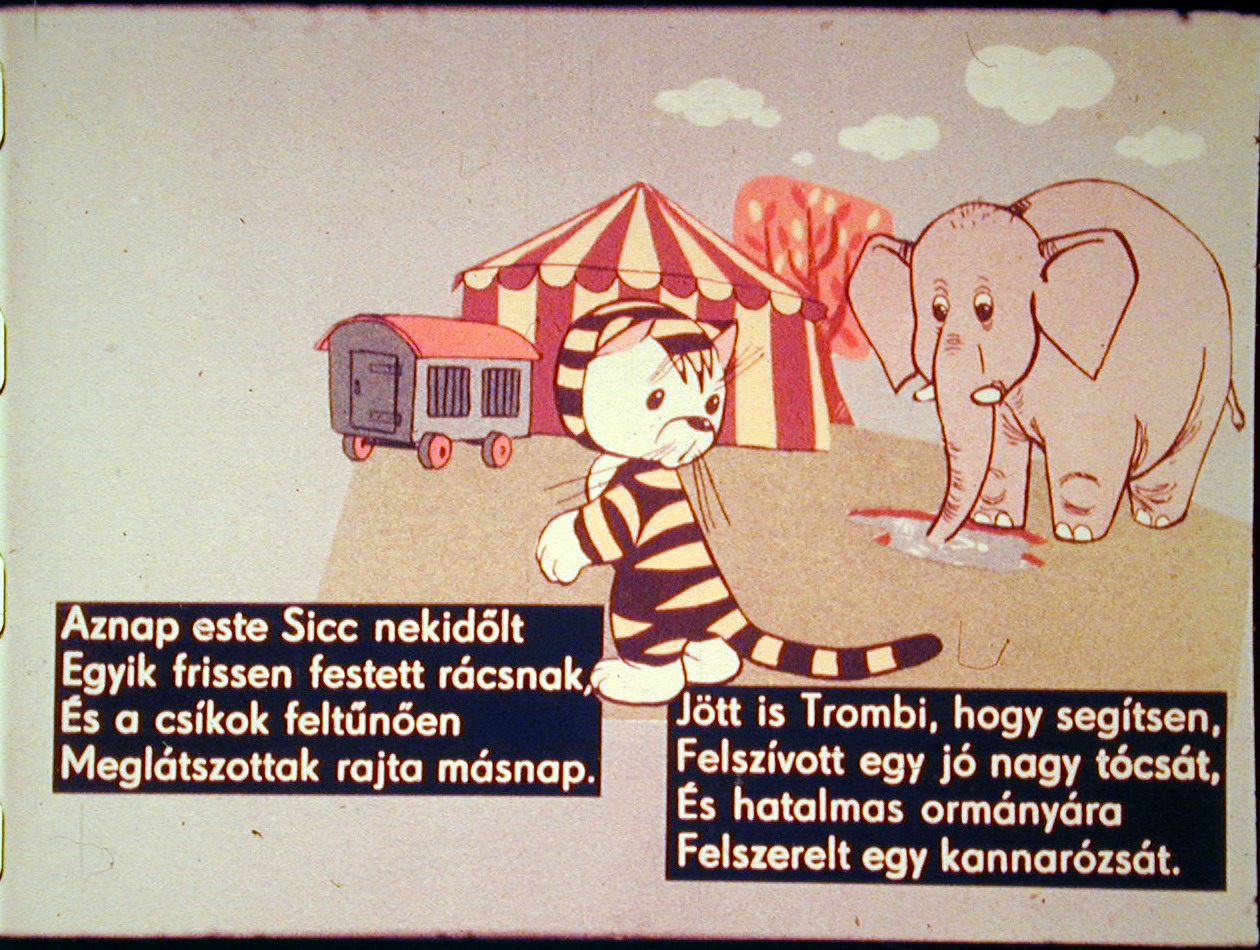 Aznap este Sicc nekidőlt
Egyik frissen festett rácsnak,
És a csíkok feltűnően
Meglátszottak rajta másnap.
Jött is Trombi, hogy segítsen,
Felszívott egy jó nagy tócsát,
És hatalmas ormányára
Felszerelt egy kannarózsát.